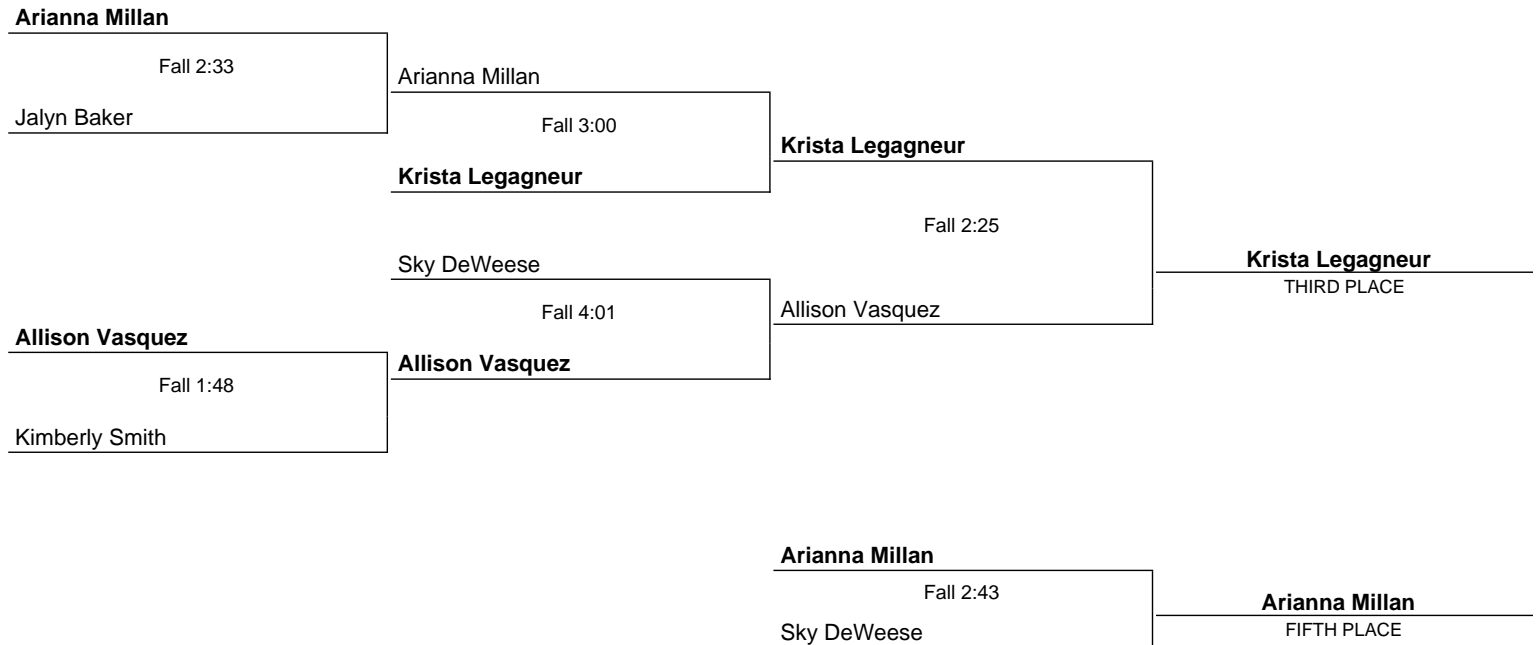 Arianna Millan
Fall 2:33
Jalyn Baker
Arianna Millan
Fall 3:00
Krista Legagneur
Krista Legagneur
Sky DeWeese
Fall 4:01
Allison Vasquez
Allison Vasquez
Fall 1:48
Kimberly Smith
Fall 2:25
Allison Vasquez
Krista Legagneur
THIRD PLACE
Arianna Millan
Fall 2:43
Sky DeWeese
Arianna Millan
FIFTH PLACE